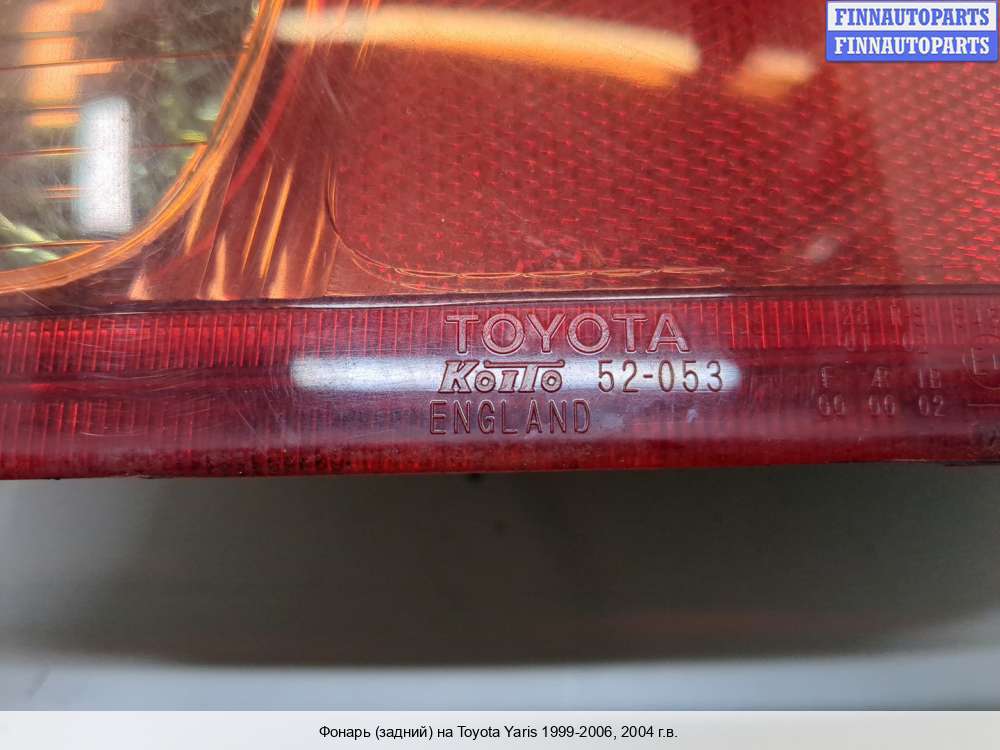 FINNAUTOPARTS
FINNAUTOPARTS
TOYOTA
KOITO 52-053
ENGLAND
Фонарь (задний) на Toyota Yaris 1999-2006, 2004 г.в.